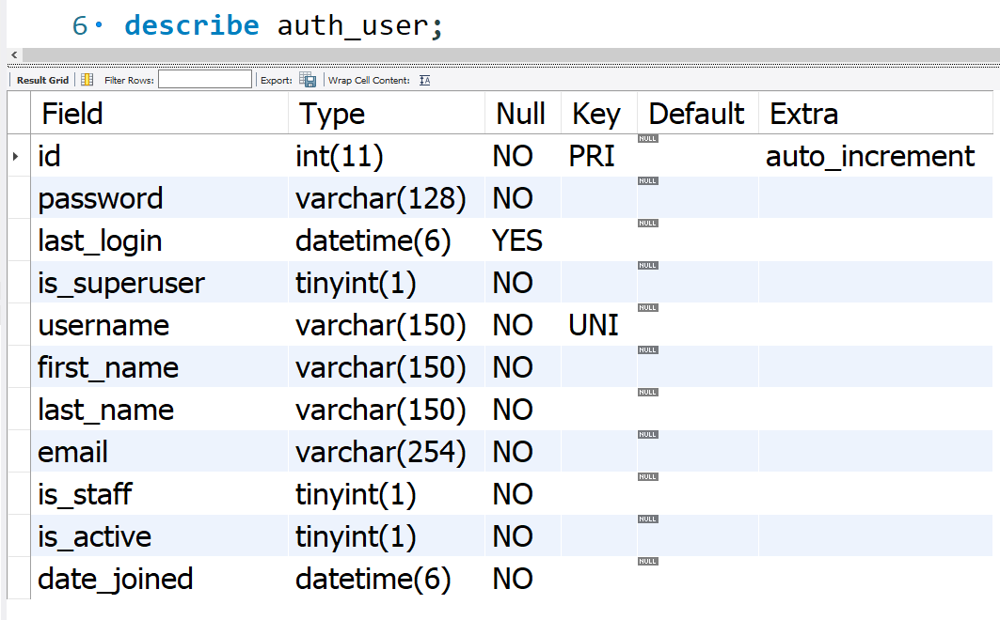 6 describe auth_user;
Result Grid Filter Rows: Export: Wrap Cell Content:
Field Type Null Key Default Extra
id int(11) NO PRI NULL auto_increment
password varchar(128) NO NULL
last_login datetime(6) YES NULL
is_superuser tinyint(1) NO NULL
username varchar(150) NO UNI NULL
first_name varchar(150) NO NULL
last_name varchar(150) NO NULL
email varchar(254) NO NULL
is_staff tinyint(1) NO NULL
is_active tinyint(1) NO NULL
date_joined datetime(6) NO NULL